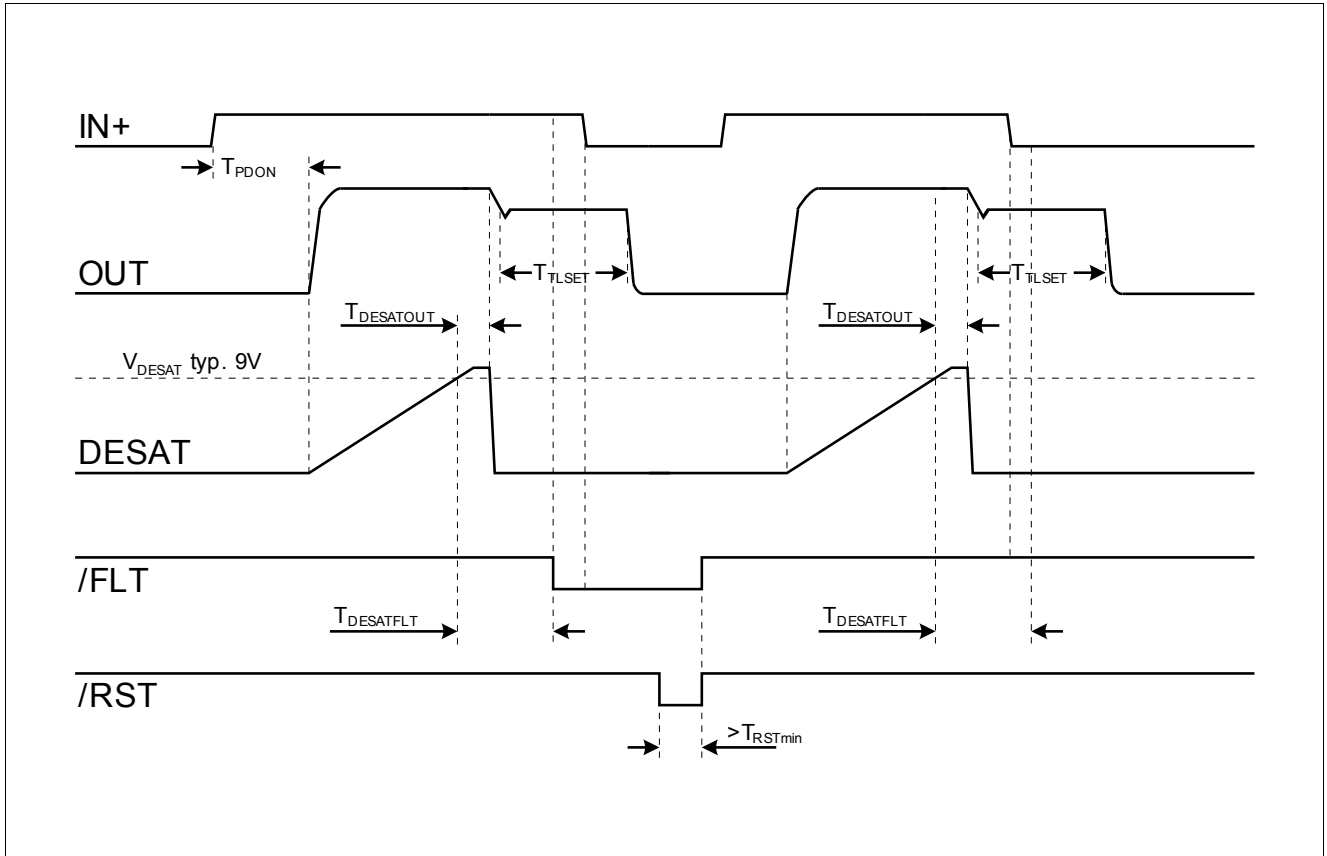 IN+
TPDON
OUT
TTLSET
TTLSET
TDESATOUT
TDESATOUT
VDESAT typ. 9V
DESAT
/FLT
TDESATFLT
TDESATFLT
/RST
>TRSTmin